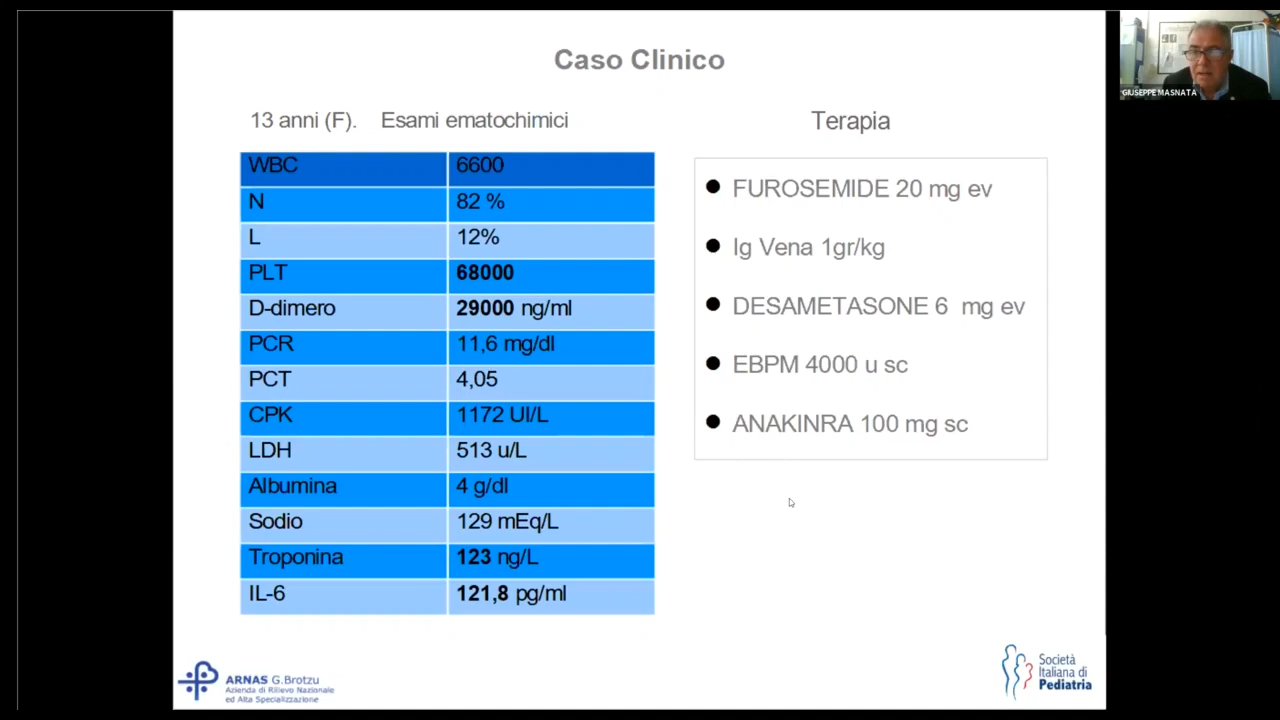 Caso Clinico
GIUSEPPE MASNATA
13 anni (F). Esami ematochimici
Terapia
WBC 6600
N 82 %
L 12%
PLT 68000
D-dimero 29000 ng/ml
PCR 11,6 mg/dl
PCT 4,05
CPK 1172 UI/L
LDH 513 u/L
Albumina 4 g/dl
Sodio 129 mEq/L
Troponina 123 ng/L
IL-6 121,8 pg/ml
FUROSEMIDE 20 mg ev
Ig Vena 1gr/kg
DESAMETASONE 6 mg ev
EBPM 4000 u sc
ANAKINRA 100 mg sc
ARNAS G.Brotzu
Azienda di Rilievo Nazionale
ed Alta Specializzazione
Società
Italiana di
Pediatria